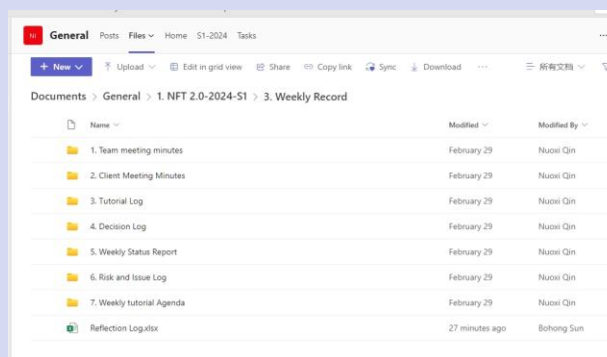 NI General Posts Files Home S1-2024 Tasks ...
+ New Upload Edit in grid view Share Copy link Sync Download ... 所有文档
Documents > General > 1. NFT 2.0-2024-S1 > 3. Weekly Record
Name Modified Modified By
1. Team meeting minutes February 29 Nuoxi Qin
2. Client Meeting Minutes February 29 Nuoxi Qin
3. Tutorial Log February 29 Nuoxi Qin
4. Decision Log February 29 Nuoxi Qin
5. Weekly Status Report February 29 Nuoxi Qin
6. Risk and Issue Log February 29 Nuoxi Qin
7. Weekly tutorial Agenda February 29 Nuoxi Qin
Reflection Log.xlsx 27 minutes ago Bohong Sun